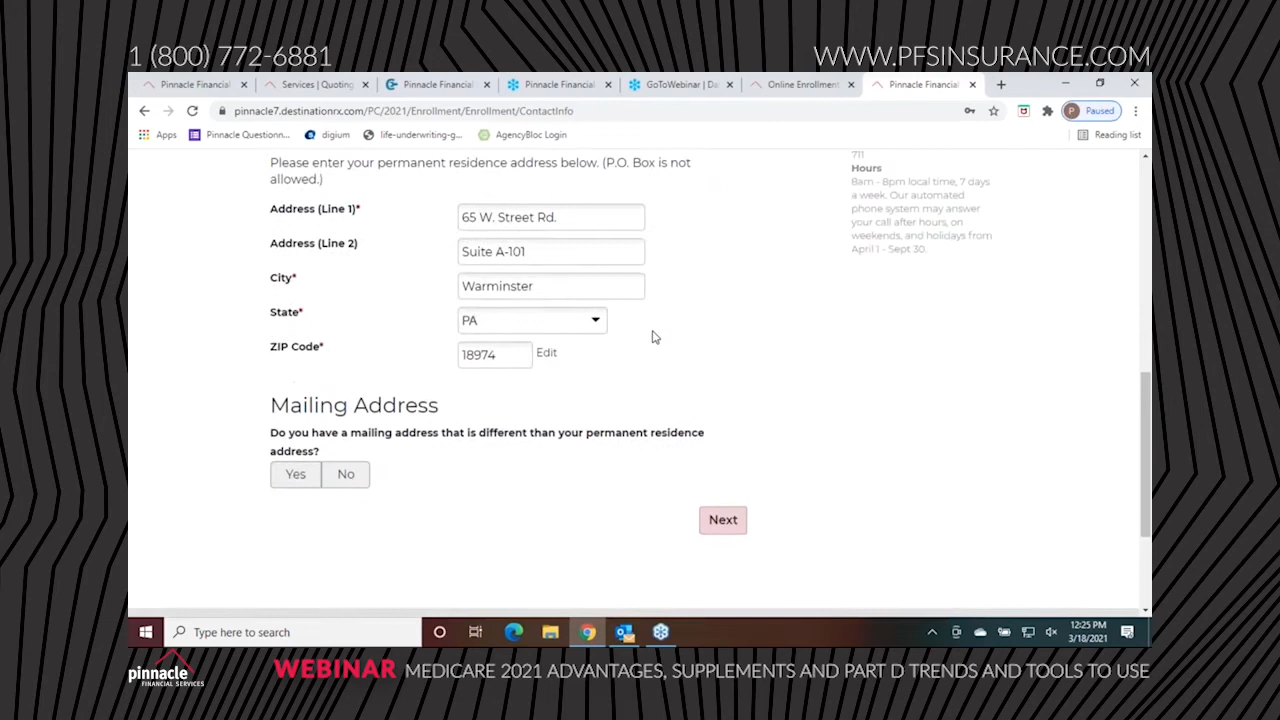 1 (800) 772-6881
WWW.PFSINSURANCE.COM
Pinnacle Financial
Services | Quoting
Pinnacle Financial
Pinnacle Financial
GoToWebinar | Da
Online Enrollment
Pinnacle Financial
pinnacle7.destinationrx.com/PC/2021/Enrollment/Enrollment/ContactInfo
P
Paused
Apps
Pinnacle Questionn...
digium
life-underwriting-g...
AgencyBloc Login
Reading list
Please enter your permanent residence address below. (P.O. Box is not
allowed.)
Address (Line 1)*
65 W. Street Rd.
Address (Line 2)
Suite A-101
City*
Warminster
State*
PA
ZIP Code*
18974
Edit
711
Hours
8am - 8pm local time, 7 days
a week. Our automated
phone system may answer
your call after hours, on
weekends, and holidays from
April 1 - Sept 30.
Mailing Address
Do you have a mailing address that is different than your permanent residence
address?
Yes
No
Next
Type here to search
12:25 PM
3/18/2021
pinnacle
FINANCIAL SERVICES
WEBINAR MEDICARE 2021 ADVANTAGES, SUPPLEMENTS AND PART D TRENDS AND TOOLS TO USE